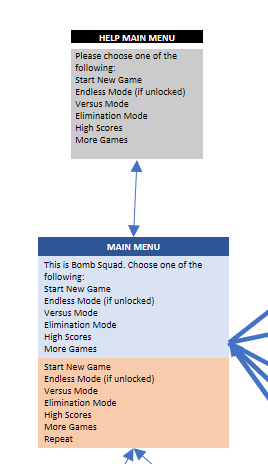 HELP MAIN MENU
Please choose one of the
following:
Start New Game
Endless Mode (if unlocked)
Versus Mode
Elimination Mode
High Scores
More Games
MAIN MENU
This is Bomb Squad. Choose one of the
following:
Start New Game
Endless Mode (if unlocked)
Versus Mode
Elimination Mode
High Scores
More Games
Start New Game
Endless Mode (if unlocked)
Versus Mode
Elimination Mode
High Scores
More Games
Repeat